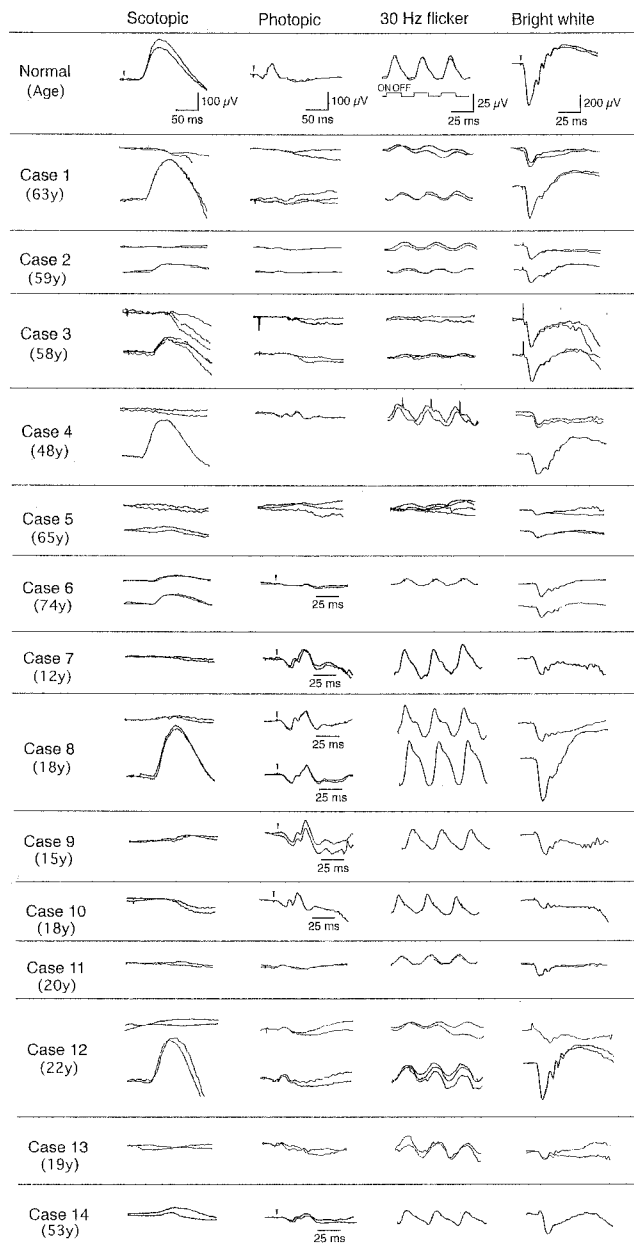 Scotopic Photopic 30 Hz flicker Bright white
Normal
(Age)
ON OFF
100 µV
50 ms
100 µV
50 ms
25 µV
25 ms
200 µV
25 ms
Case 1
(63y)
Case 2
(59y)
Case 3
(58y)
Case 4
(48y)
Case 5
(65y)
Case 6
(74y)
25 ms
Case 7
(12y)
25 ms
Case 8
(18y)
25 ms
25 ms
Case 9
(15y)
25 ms
Case 10
(18y)
25 ms
Case 11
(20y)
Case 12
(22y)
Case 13
(19y)
Case 14
(53y)
25 ms